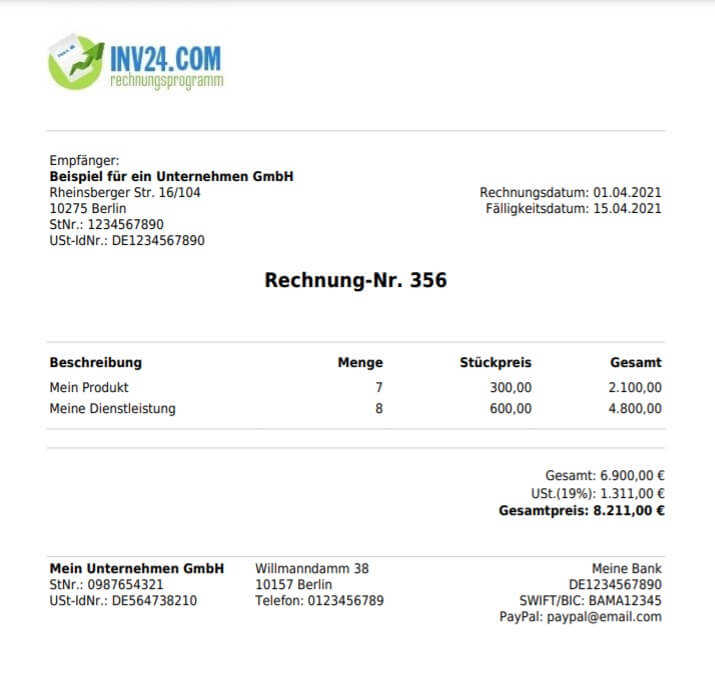 INV24.COM
rechnungsprogramm
Empfänger:
Beispiel für ein Unternehmen GmbH
Rheinsberger Str. 16/104
10275 Berlin
StNr.: 1234567890
USt-IdNr.: DE1234567890
Rechnungsdatum: 01.04.2021
Fälligkeitsdatum: 15.04.2021
Rechnung-Nr. 356
Beschreibung Menge Stückpreis Gesamt
Mein Produkt 7 300,00 2.100,00
Meine Dienstleistung 8 600,00 4.800,00
Gesamt: 6.900,00 €
USt.(19%): 1.311,00 €
Gesamtpreis: 8.211,00 €
Mein Unternehmen GmbH Willmanndamm 38 Meine Bank
StNr.: 0987654321 10157 Berlin DE1234567890
USt-IdNr.: DE564738210 Telefon: 0123456789 SWIFT/BIC: BAMA12345
PayPal: paypal@email.com